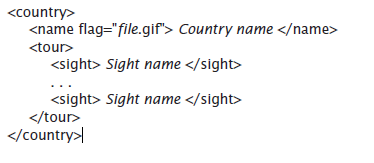 <country>
<name flag="file.gif"> Country name </name>
<tour>
<sight> Sight name </sight>
. . .
<sight> Sight name </sight>
</tour>
</country>